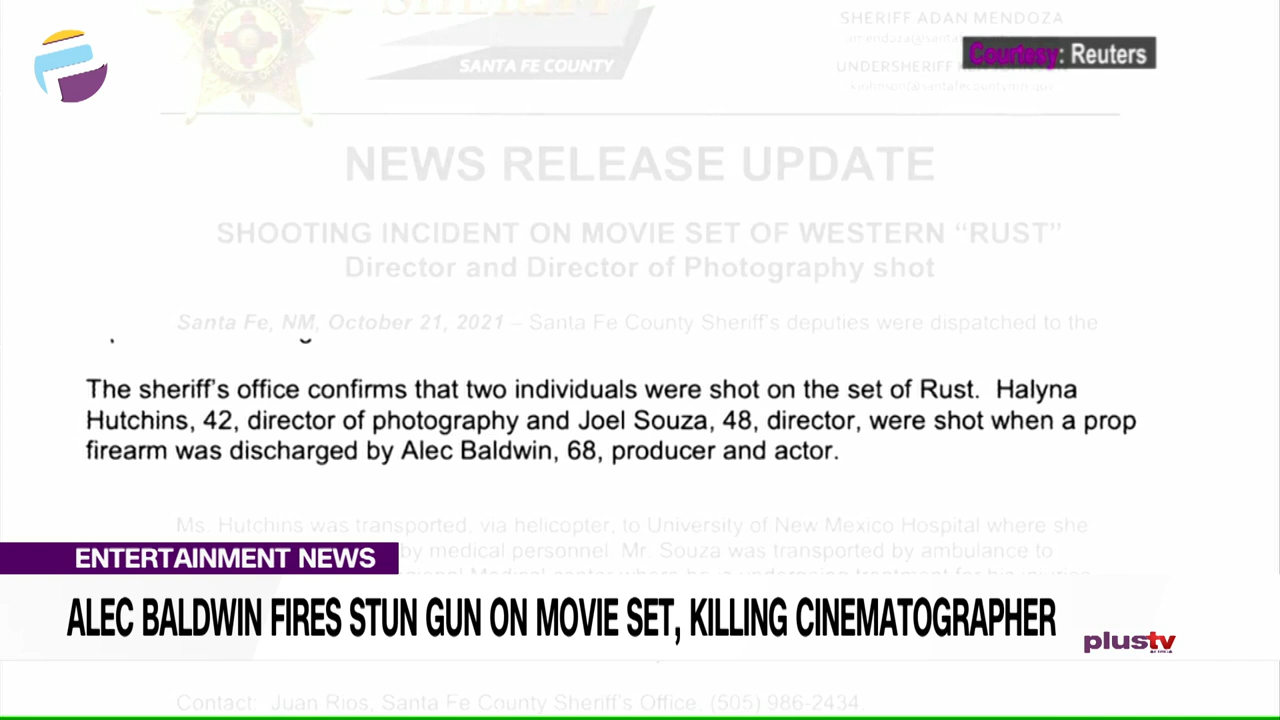 SHERIFF
SANTA FE COUNTY
SHERIFF ADAN MENDOZA
Courtesy: Reuters
UNDERSHERIFF
NEWS RELEASE UPDATE
SHOOTING INCIDENT ON MOVIE SET OF WESTERN “RUST”
Director and Director of Photography shot
Santa Fe, NM, October 21, 2021 – Santa Fe County Sheriff's deputies were dispatched to the
The sheriff's office confirms that two individuals were shot on the set of Rust. Halyna
Hutchins, 42, director of photography and Joel Souza, 48, director, were shot when a prop
firearm was discharged by Alec Baldwin, 68, producer and actor.
Ms. Hutchins was transported, via helicopter, to University of New Mexico Hospital where she
by medical personnel. Mr. Souza was transported by ambulance to
ENTERTAINMENT NEWS
ALEC BALDWIN FIRES STUN GUN ON MOVIE SET, KILLING CINEMATOGRAPHER
plustv
Contact: Juan Rios, Santa Fe County Sheriff's Office, (505) 986-2434.